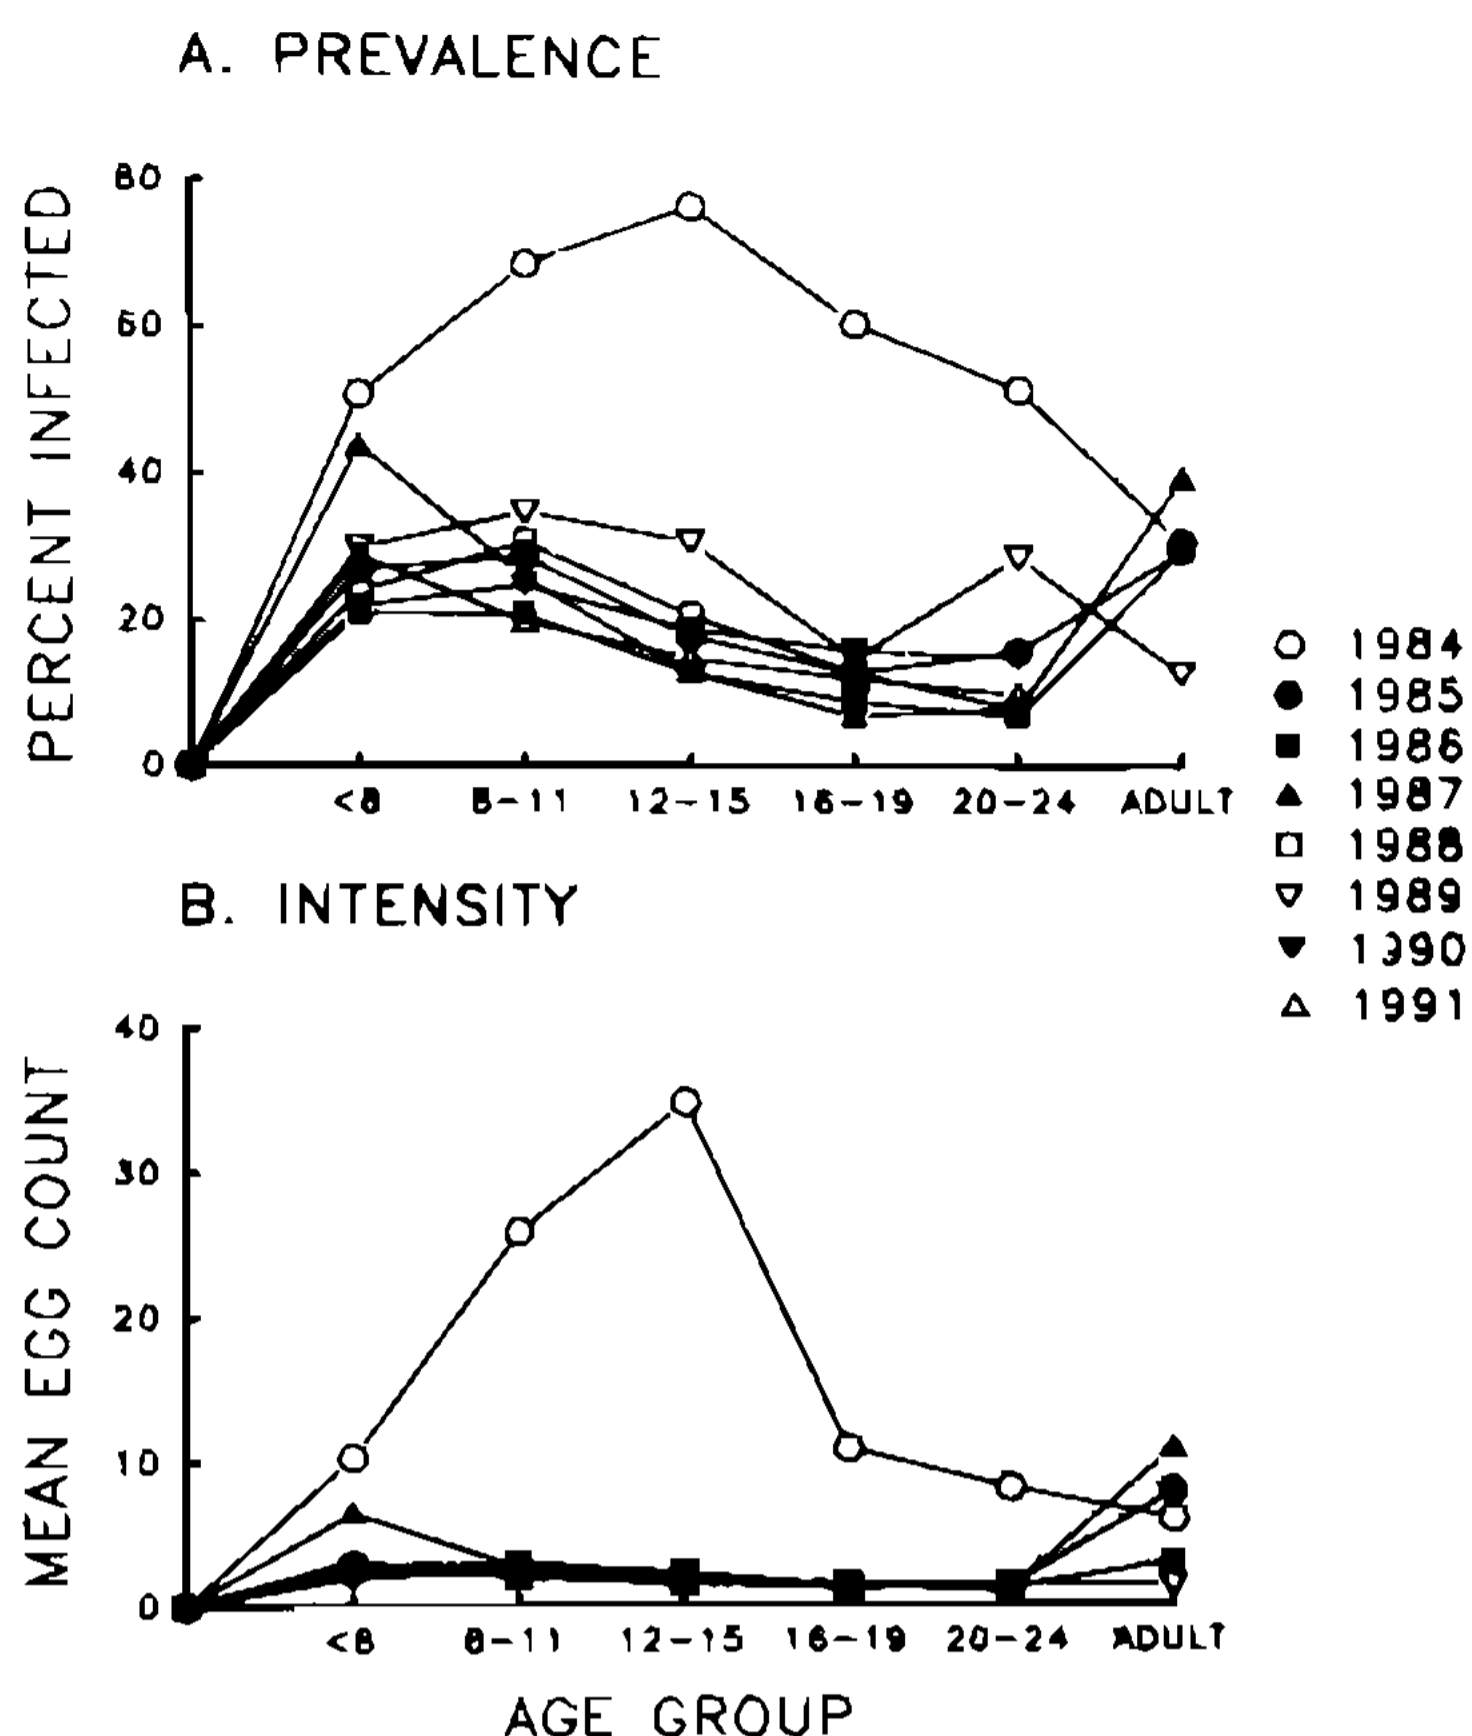 A. PREVALENCE
PERCENT INFECTED
80
60
40
20
0
<8 8-11 12-15 16-19 20-24 ADULT
1984
1985
1986
1987
1988
1989
1990
1991
B. INTENSITY
MEAN EGG COUNT
40
30
20
10
0
<8 8-11 12-15 16-19 20-24 ADULT
AGE GROUP